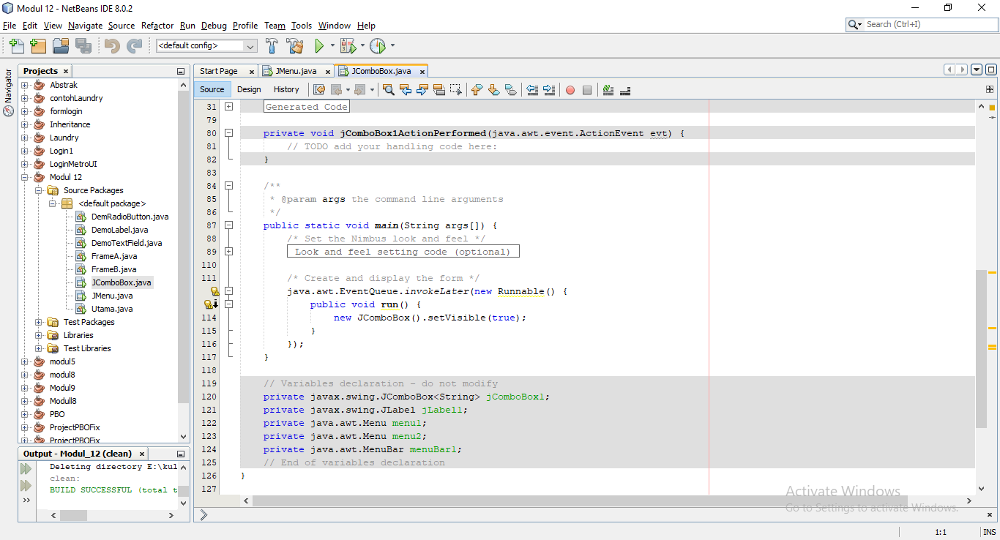 Modul 12 - NetBeans IDE 8.0.2
File Edit View Navigate Source Refactor Run Debug Profile Team Tools Window Help
Search (Ctrl+I)
<default config>
Navigator
Projects
Abstrak
contohLaundry
formlogin
Inheritance
Laundry
Login1
LoginMetroUI
Modul 12
Source Packages
<default package>
DemRadioButton.java
DemoLabel.java
DemoTextField.java
FrameA.java
FrameB.java
JComboBox.java
JMenu.java
Utama.java
Test Packages
Libraries
Test Libraries
modul5
modul8
Modul9
Modull8
PBO
ProjectPBOFix
ProjectPBOFix
Output - Modul_12 (clean)
Deleting directory E:\kul
clean:
BUILD SUCCESSFUL (total t
Start Page JMenu.java JComboBox.java
Source Design History
31 Generated Code
79
80 private void jComboBox1ActionPerformed(java.awt.event.ActionEvent evt) {
81 // TODO add your handling code here:
82 }
83
84 /**
85 * @param args the command line arguments
86 */
87 public static void main(String args[]) {
88 /* Set the Nimbus look and feel */
89 Look and feel setting code (optional)
110
111 /* Create and display the form */
java.awt.EventQueue.invokeLater(new Runnable() {
public void run() {
114 new JComboBox().setVisible(true);
115 }
116 });
117 }
118
119 // Variables declaration - do not modify
120 private javax.swing.JComboBox<String> jComboBox1;
121 private javax.swing.JLabel jLabel1;
122 private java.awt.Menu menu1;
123 private java.awt.Menu menu2;
124 private java.awt.MenuBar menuBar1;
125 // End of variables declaration
126 }
127
Activate Windows
Go to Settings to activate Windows.
1:1 INS